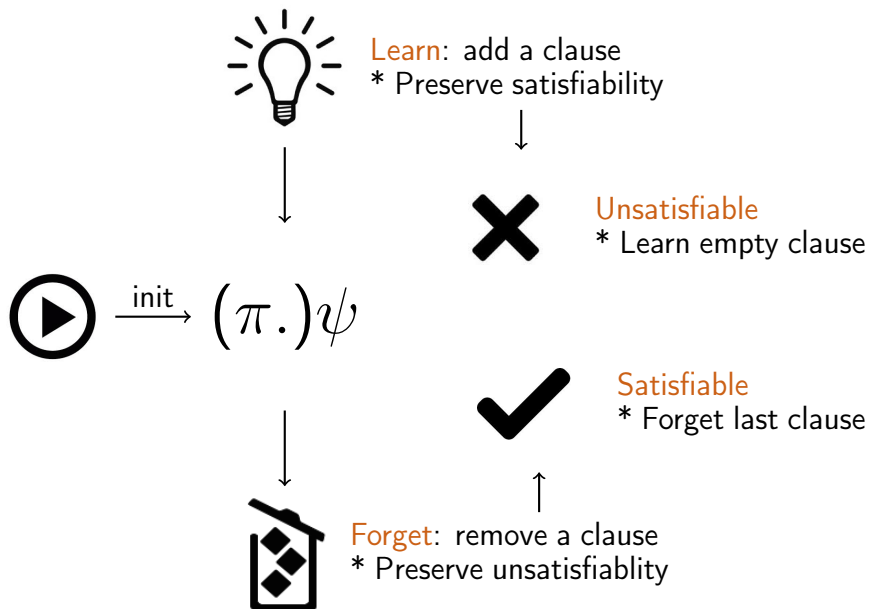 Learn: add a clause
* Preserve satisfiability
Unsatisfiable
* Learn empty clause
init
(π.)ψ
Satisfiable
* Forget last clause
Forget: remove a clause
* Preserve unsatisfiablity